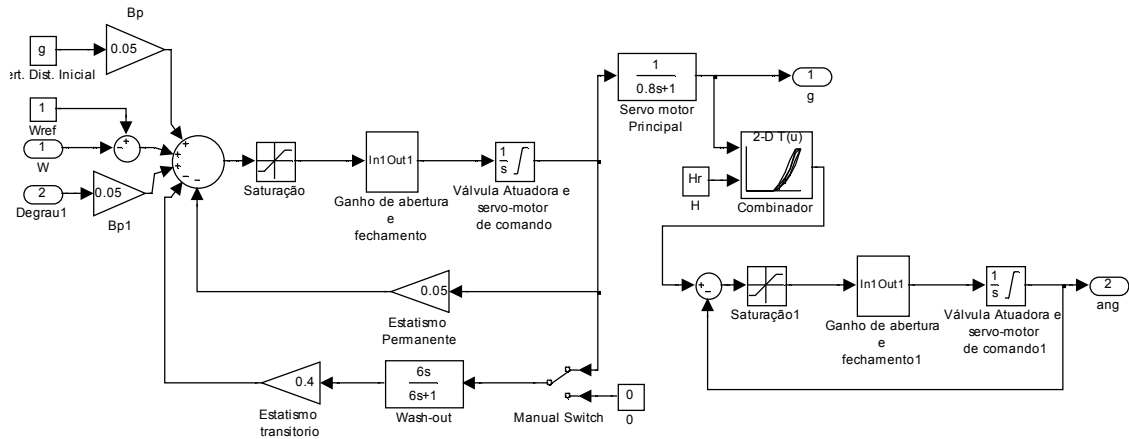 Bp
g
0.05
ert. Dist. Inicial
1
Wref
1
W
2
Degrau1
0.05
Bp1
+
+
+
−
−
−
Saturação
In1Out1
Ganho de abertura
e
fechamento
1
s
Válvula Atuadora e
servo-motor
de comando
1
0.8s+1
Servo motor
Principal
1
g
2-D T(u)
Combinador
Hr
H
0.05
Estatismo
Permanente
+
−
Saturação1
In1Out1
Ganho de abertura
e
fechamento1
1
s
Válvula Atuadora e
servo-motor
de comando1
2
ang
0.4
Estatismo
transitorio
6s
6s+1
Wash-out
Manual Switch
0
0